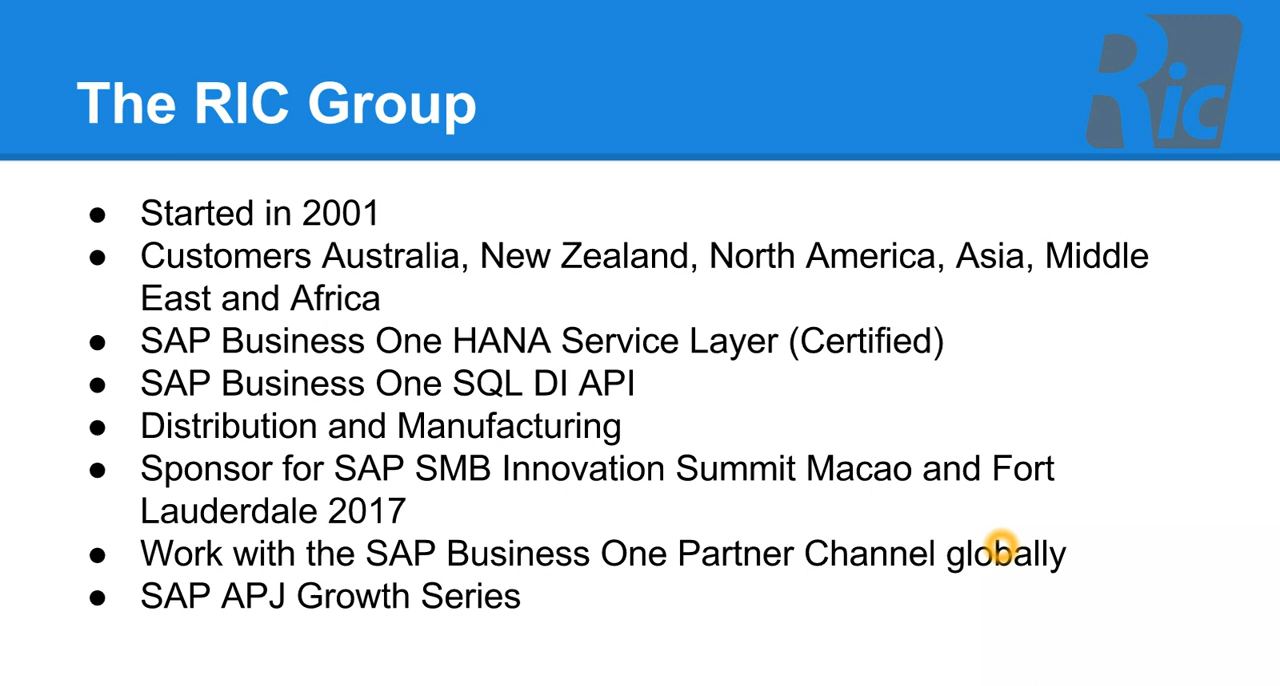 Ric
The RIC Group
● Started in 2001
● Customers Australia, New Zealand, North America, Asia, Middle
East and Africa
● SAP Business One HANA Service Layer (Certified)
● SAP Business One SQL DI API
● Distribution and Manufacturing
● Sponsor for SAP SMB Innovation Summit Macao and Fort
Lauderdale 2017
● Work with the SAP Business One Partner Channel globally
● SAP APJ Growth Series